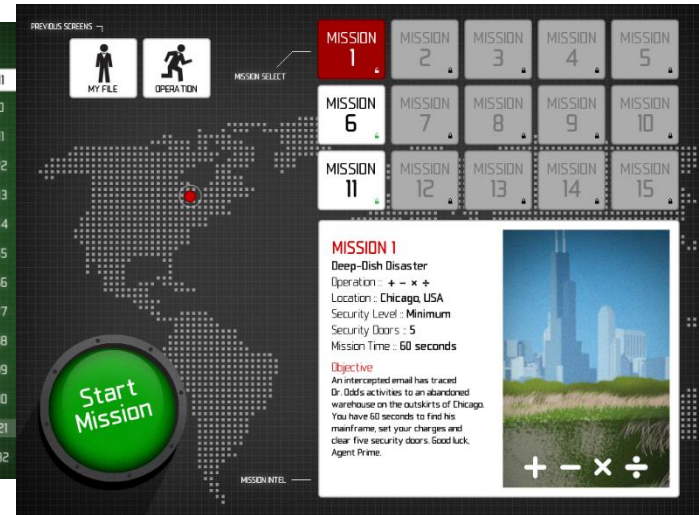 PREVIOUS SCREENS
MY FILE
OPERATION
MISSION SELECT
MISSION 1
MISSION 2
MISSION 3
MISSION 4
MISSION 5
MISSION 6
MISSION 7
MISSION 8
MISSION 9
MISSION 10
MISSION 11
MISSION 12
MISSION 13
MISSION 14
MISSION 15
MISSION 1
Deep-Dish Disaster
Operation :: + − × ÷
Location :: Chicago, USA
Security Level :: Minimum
Security Doors : 5
Mission Time :: 60 seconds
Objective
An intercepted email has traced
Dr. Odd's activities to an abandoned
warehouse on the outskirts of Chicago.
You have 60 seconds to find his
mainframe, set your charges and
clear five security doors. Good luck,
Agent Prime.
+ − × ÷
Start
Mission
MISSION INTEL